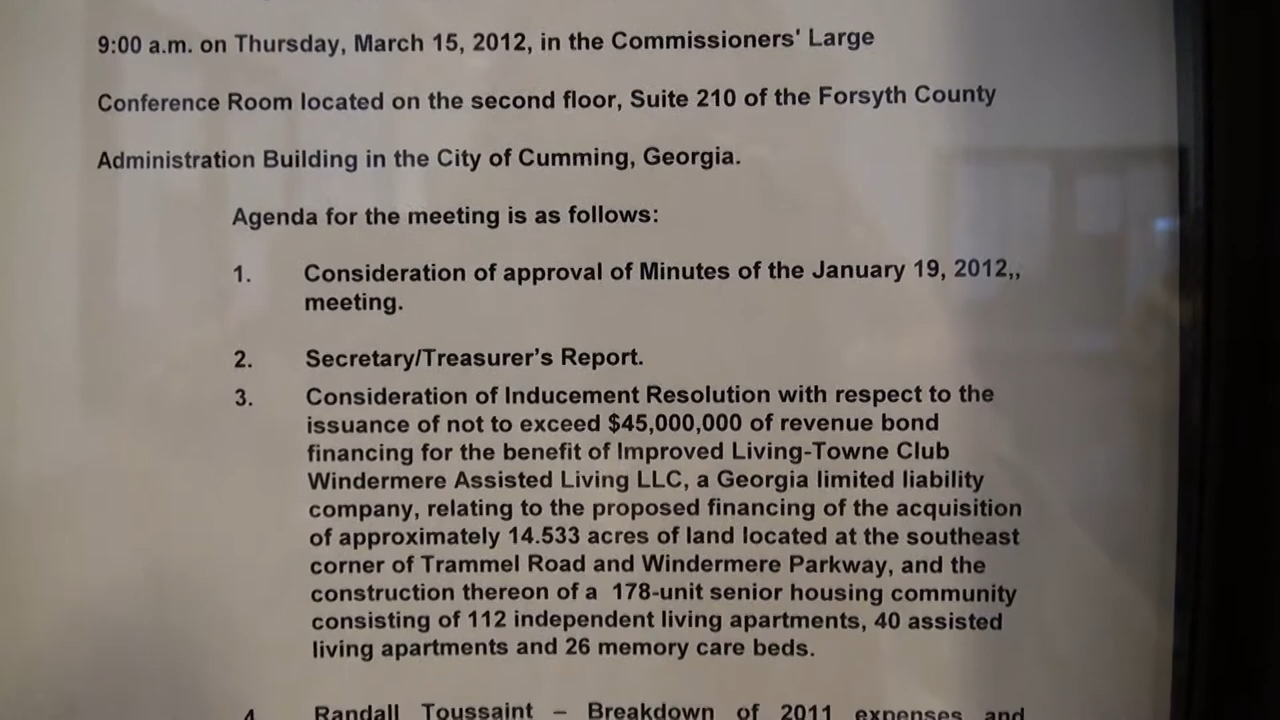 9:00 a.m. on Thursday, March 15, 2012, in the Commissioners' Large
Conference Room located on the second floor, Suite 210 of the Forsyth County
Administration Building in the City of Cumming, Georgia.
Agenda for the meeting is as follows:
1. Consideration of approval of Minutes of the January 19, 2012,,
meeting.
2. Secretary/Treasurer's Report.
3. Consideration of Inducement Resolution with respect to the
issuance of not to exceed $45,000,000 of revenue bond
financing for the benefit of Improved Living-Towne Club
Windermere Assisted Living LLC, a Georgia limited liability
company, relating to the proposed financing of the acquisition
of approximately 14.533 acres of land located at the southeast
corner of Trammel Road and Windermere Parkway, and the
construction thereon of a 178-unit senior housing community
consisting of 112 independent living apartments, 40 assisted
living apartments and 26 memory care beds.
4. Randall Toussaint – Breakdown of 2011 expenses and